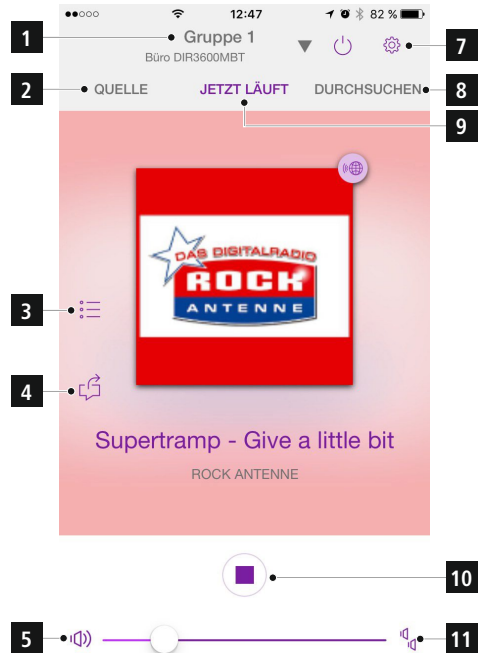 12:47 82 %
1 Gruppe 1 7
Büro DIR3600MBT
2 QUELLE JETZT LÄUFT DURCHSUCHEN 8
9
DAS DIGITALRADIO
ROCK
ANTENNE
3
4
Supertramp - Give a little bit
ROCK ANTENNE
10
5 11